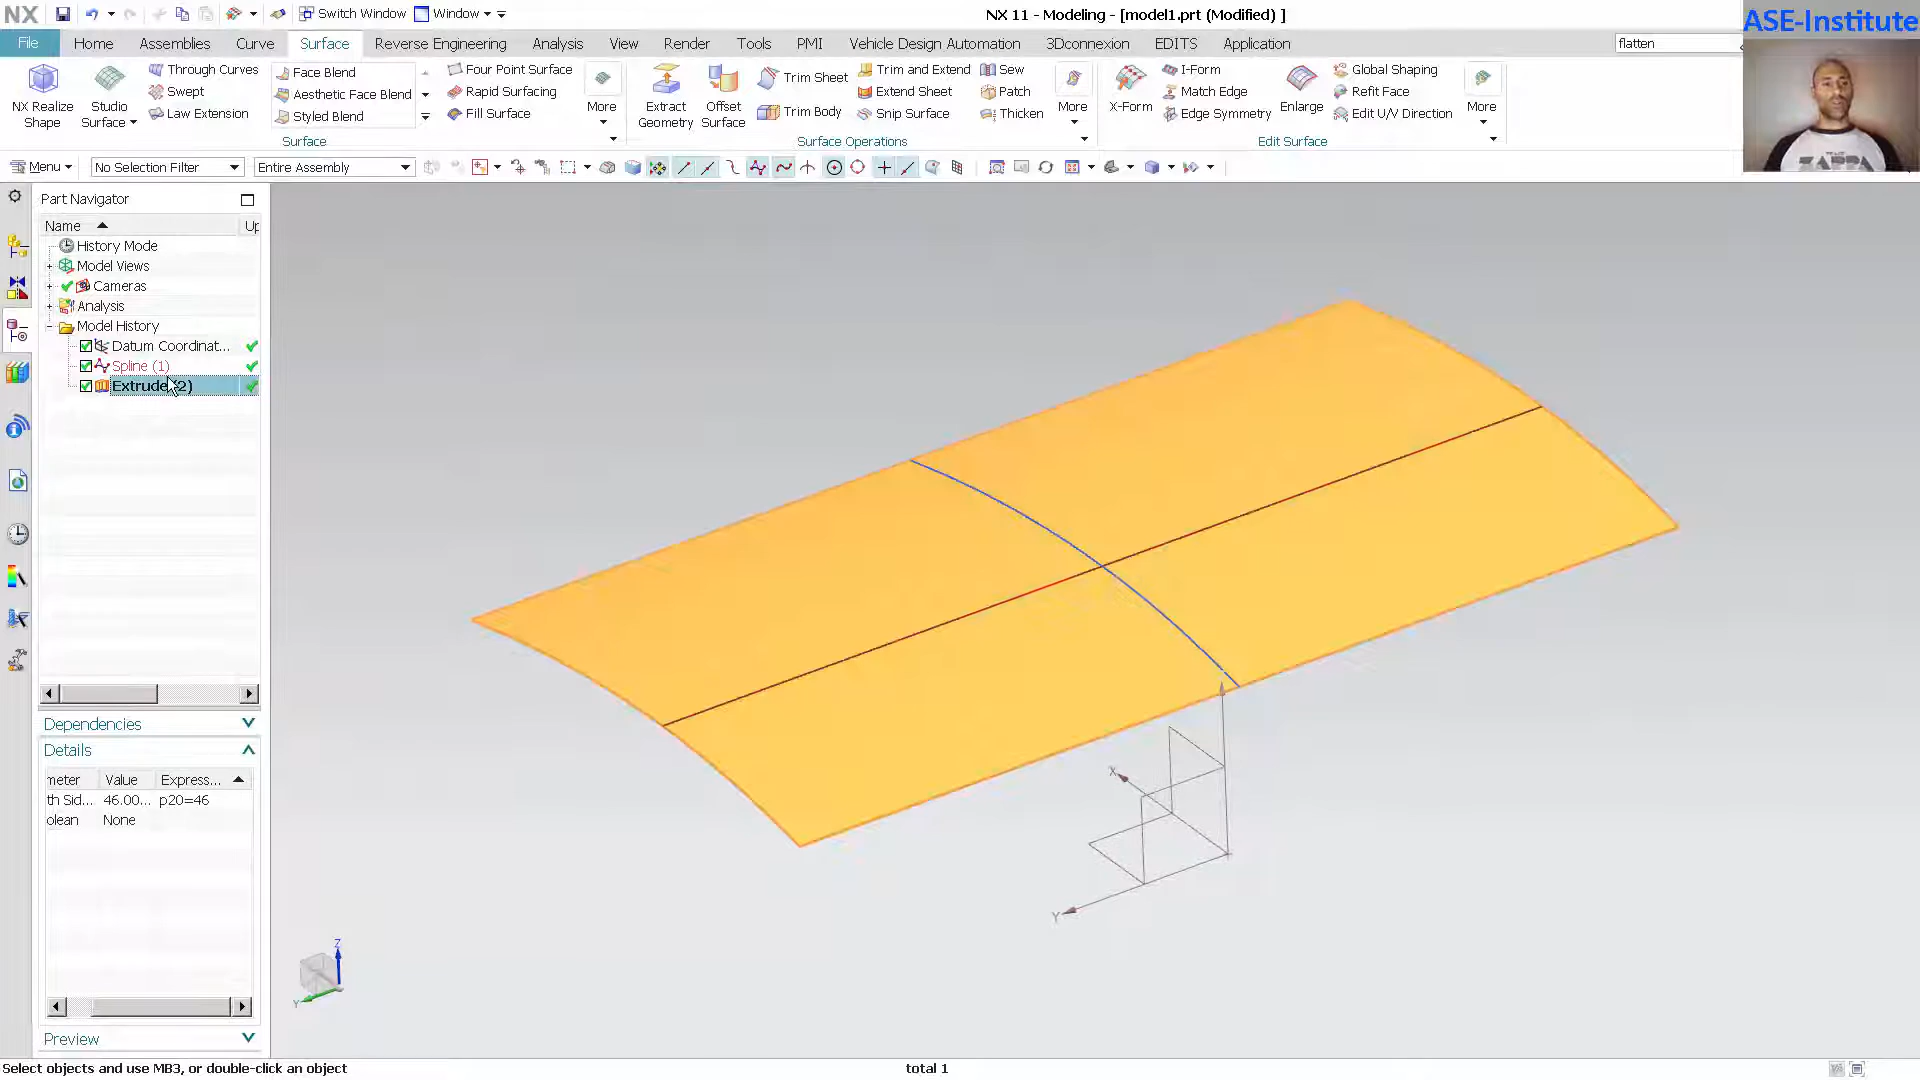 NX
Switch Window
Window
NX 11 - Modeling - [model1.prt (Modified) ]
ASE-Institute
File
Home
Assemblies
Curve
Surface
Reverse Engineering
Analysis
View
Render
Tools
PMI
Vehicle Design Automation
3Dconnexion
EDITS
Application
flatten
NX Realize Shape
Studio Surface
Through Curves
Swept
Law Extension
Face Blend
Aesthetic Face Blend
Styled Blend
Four Point Surface
Rapid Surfacing
Fill Surface
More
Surface
Extract Geometry
Offset Surface
Trim Sheet
Trim Body
Trim and Extend
Extend Sheet
Snip Surface
Sew
Patch
Thicken
More
Surface Operations
X-Form
I-Form
Match Edge
Edge Symmetry
Enlarge
Global Shaping
Refit Face
Edit U/V Direction
More
Edit Surface
ZAPPA
Menu
No Selection Filter
Entire Assembly
Part Navigator
Name
Up
History Mode
Model Views
Cameras
Analysis
Model History
Datum Coordinat...
Spline (1)
Extrude (2)
Dependencies
Details
meter Value Express...
th Sid... 46.00... p20=46
olean None
Preview
X
Y
Z
Y
Select objects and use MB3, or double-click an object
total 1